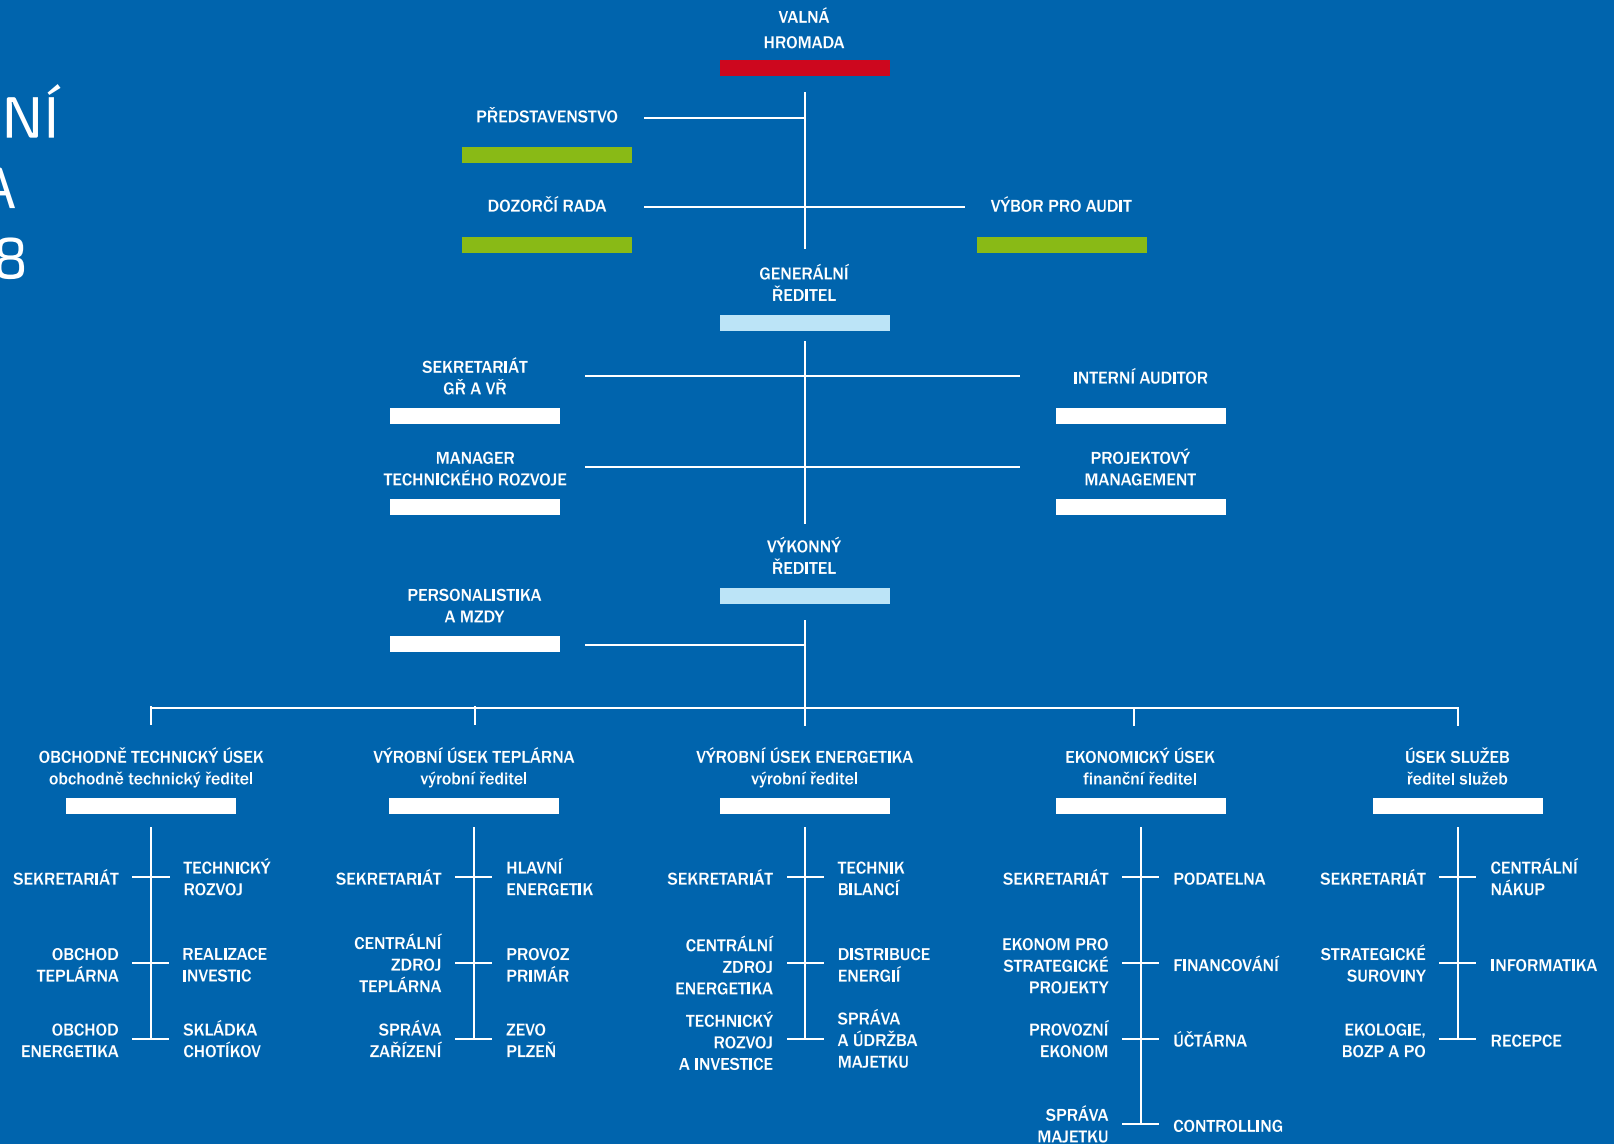 VALNÁ
HROMADA
NÍ
A
8
PŘEDSTAVENSTVO
DOZORČÍ RADA
VÝBOR PRO AUDIT
GENERÁLNÍ
ŘEDITEL
SEKRETARIÁT
GŘ A VŘ
INTERNÍ AUDITOR
MANAGER
TECHNICKÉHO ROZVOJE
PROJEKTOVÝ
MANAGEMENT
VÝKONNÝ
ŘEDITEL
PERSONALISTIKA
A MZDY
OBCHODNĚ TECHNICKÝ ÚSEK
obchodně technický ředitel
SEKRETARIÁT
TECHNICKÝ
ROZVOJ
OBCHOD
TEPLÁRNA
REALIZACE
INVESTIC
OBCHOD
ENERGETIKA
SKLÁDKA
CHOTÍKOV
VÝROBNÍ ÚSEK TEPLÁRNA
výrobní ředitel
SEKRETARIÁT
HLAVNÍ
ENERGETIK
CENTRÁLNÍ
ZDROJ
TEPLÁRNA
PROVOZ
PRIMÁR
SPRÁVA
ZAŘÍZENÍ
ZEVO
PLZEŇ
VÝROBNÍ ÚSEK ENERGETIKA
výrobní ředitel
SEKRETARIÁT
TECHNIK
BILANCÍ
CENTRÁLNÍ
ZDROJ
ENERGETIKA
DISTRIBUCE
ENERGIÍ
TECHNICKÝ
ROZVOJ
A INVESTICE
SPRÁVA
A ÚDRŽBA
MAJETKU
EKONOMICKÝ ÚSEK
finanční ředitel
SEKRETARIÁT
PODATELNA
EKONOM PRO
STRATEGICKÉ
PROJEKTY
FINANCOVÁNÍ
PROVOZNÍ
EKONOM
ÚČTÁRNA
SPRÁVA
MAJETKU
CONTROLLING
ÚSEK SLUŽEB
ředitel služeb
SEKRETARIÁT
CENTRÁLNÍ
NÁKUP
STRATEGICKÉ
SUROVINY
INFORMATIKA
EKOLOGIE,
BOZP A PO
RECEPCE